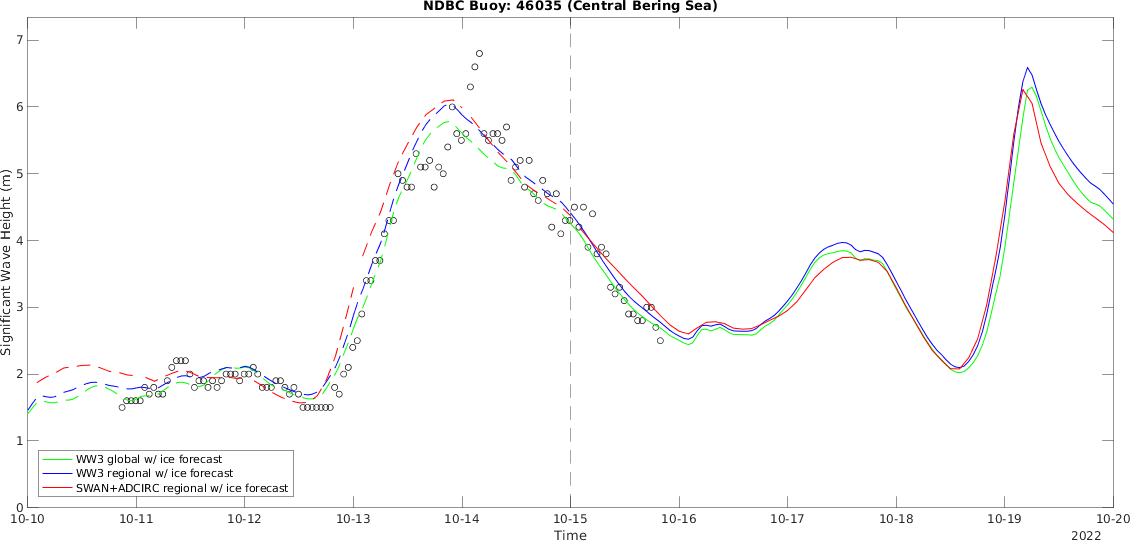 NDBC Buoy: 46035 (Central Bering Sea)
7
6
5
4
3
2
1
0
Significant Wave Height (m)
WW3 global w/ ice forecast
WW3 regional w/ ice forecast
SWAN+ADCIRC regional w/ ice forecast
10-10 10-11 10-12 10-13 10-14 10-15 10-16 10-17 10-18 10-19 10-20
Time
2022